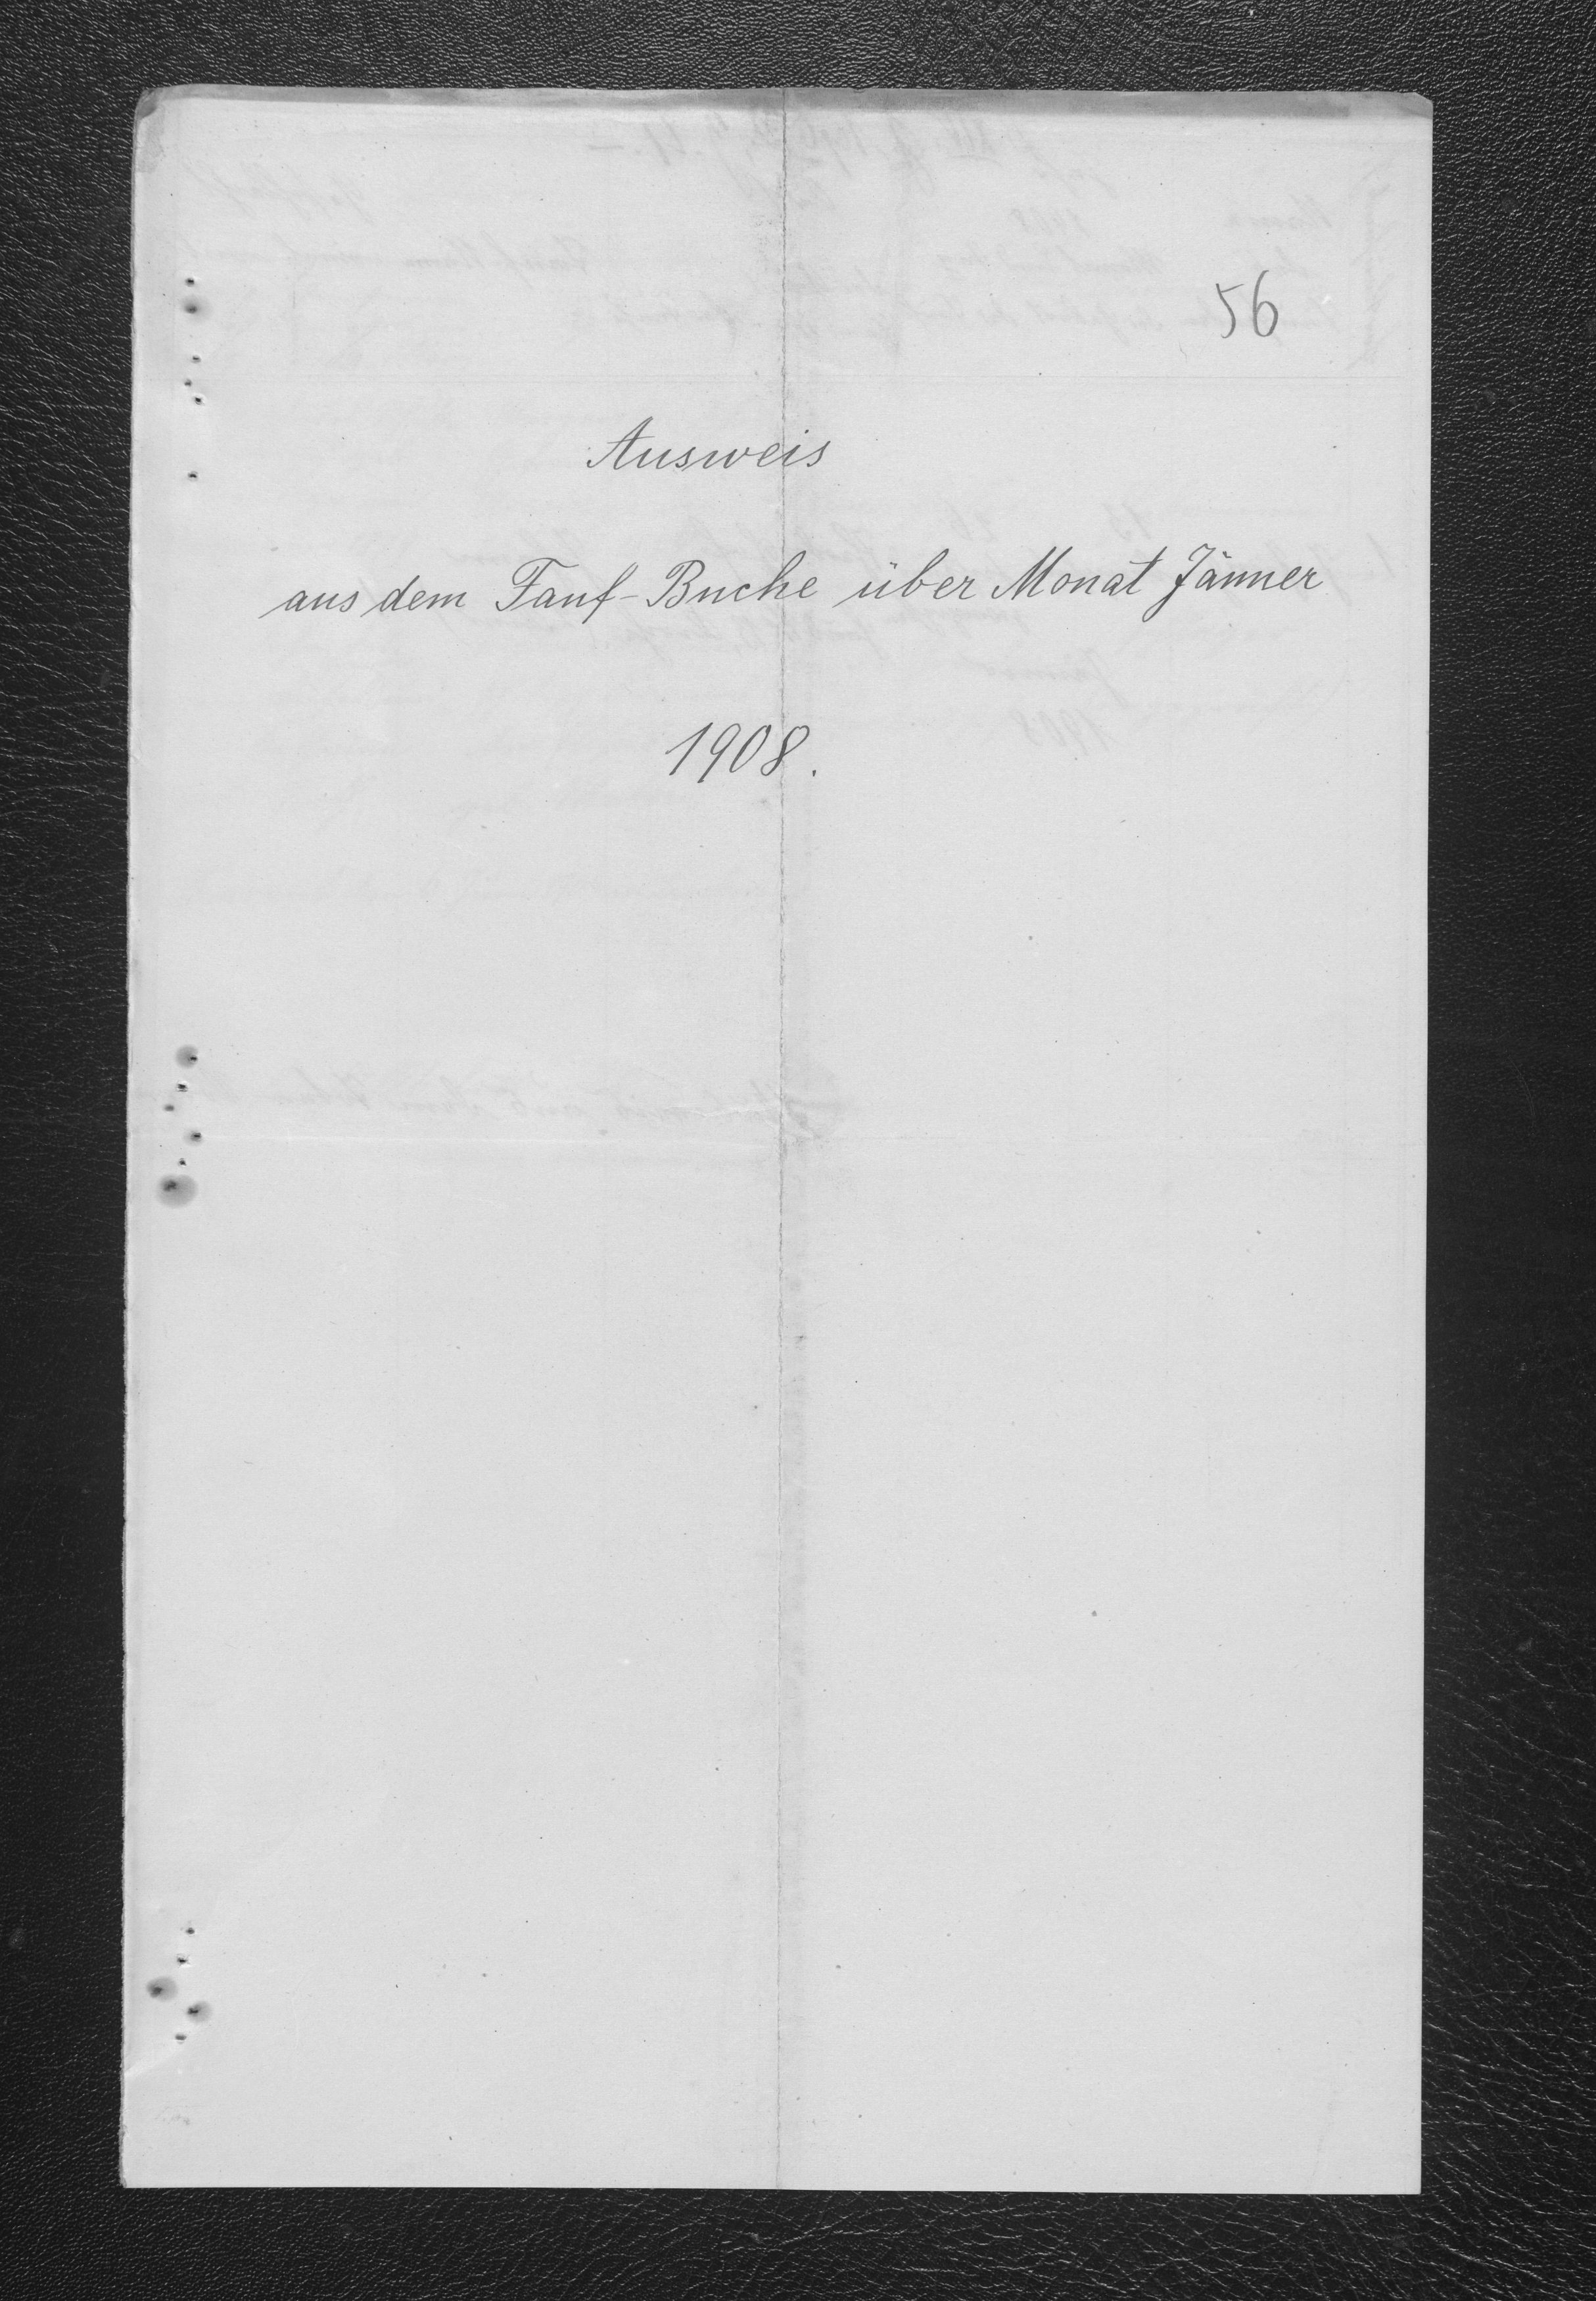 56
Ausweis
aus dem Tauf-Buche über Monat Jänner
1908.